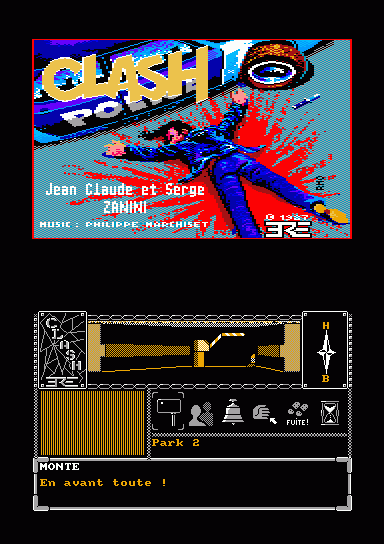 CLASH
Jean Claude et Serge
ZANINI
MUSIC : PHILIPPE MARCHISET
© 1987
ERE
CLASH
ERE
H
B
FUITE!
Park 2
MONTE
En avant toute !